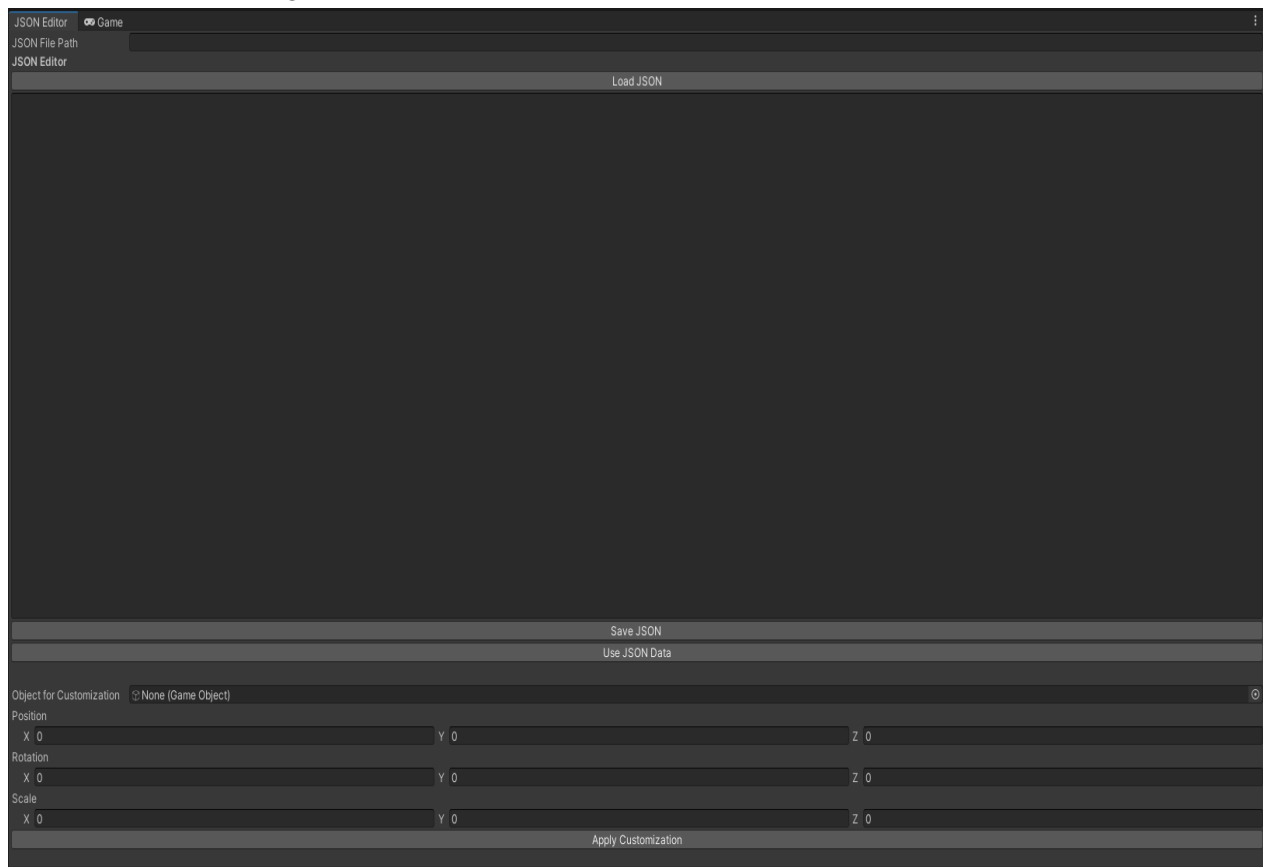 JSON Editor Game
JSON File Path
JSON Editor
Load JSON
Save JSON
Use JSON Data
Object for Customization None (Game Object)
Position
X 0 Y 0 Z 0
Rotation
X 0 Y 0 Z 0
Scale
X 0 Y 0 Z 0
Apply Customization